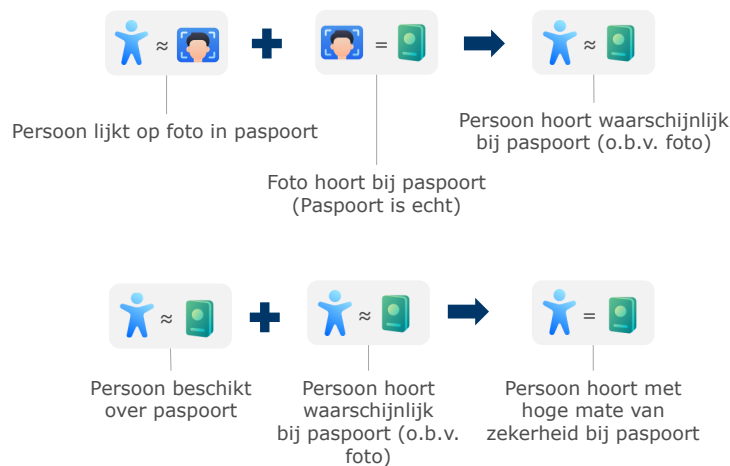 ≈
=
≈
Persoon lijkt op foto in paspoort
Foto hoort bij paspoort
(Paspoort is echt)
Persoon hoort waarschijnlijk
bij paspoort (o.b.v. foto)
≈
≈
=
Persoon beschikt
over paspoort
Persoon hoort
waarschijnlijk
bij paspoort (o.b.v.
foto)
Persoon hoort met
hoge mate van
zekerheid bij paspoort